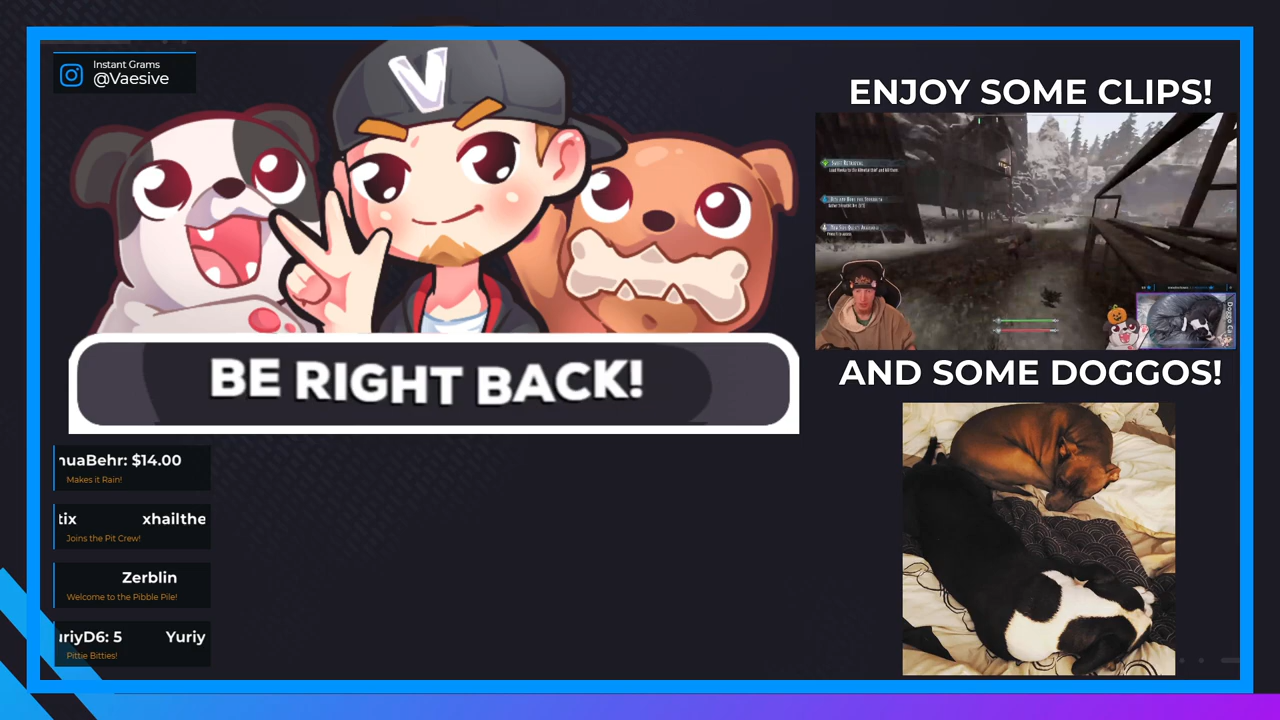 Instant Grams
@Vaesive
V
BE RIGHT BACK!
ENJOY SOME CLIPS!
AND SOME DOGGOS!
nuaBehr: $14.00
Makes it Rain!
tix xhailthe
Joins the Pit Crew!
Zerblin
Welcome to the Pibble Pile!
uriyD6: 5 Yuriy
Pittie Bitties!